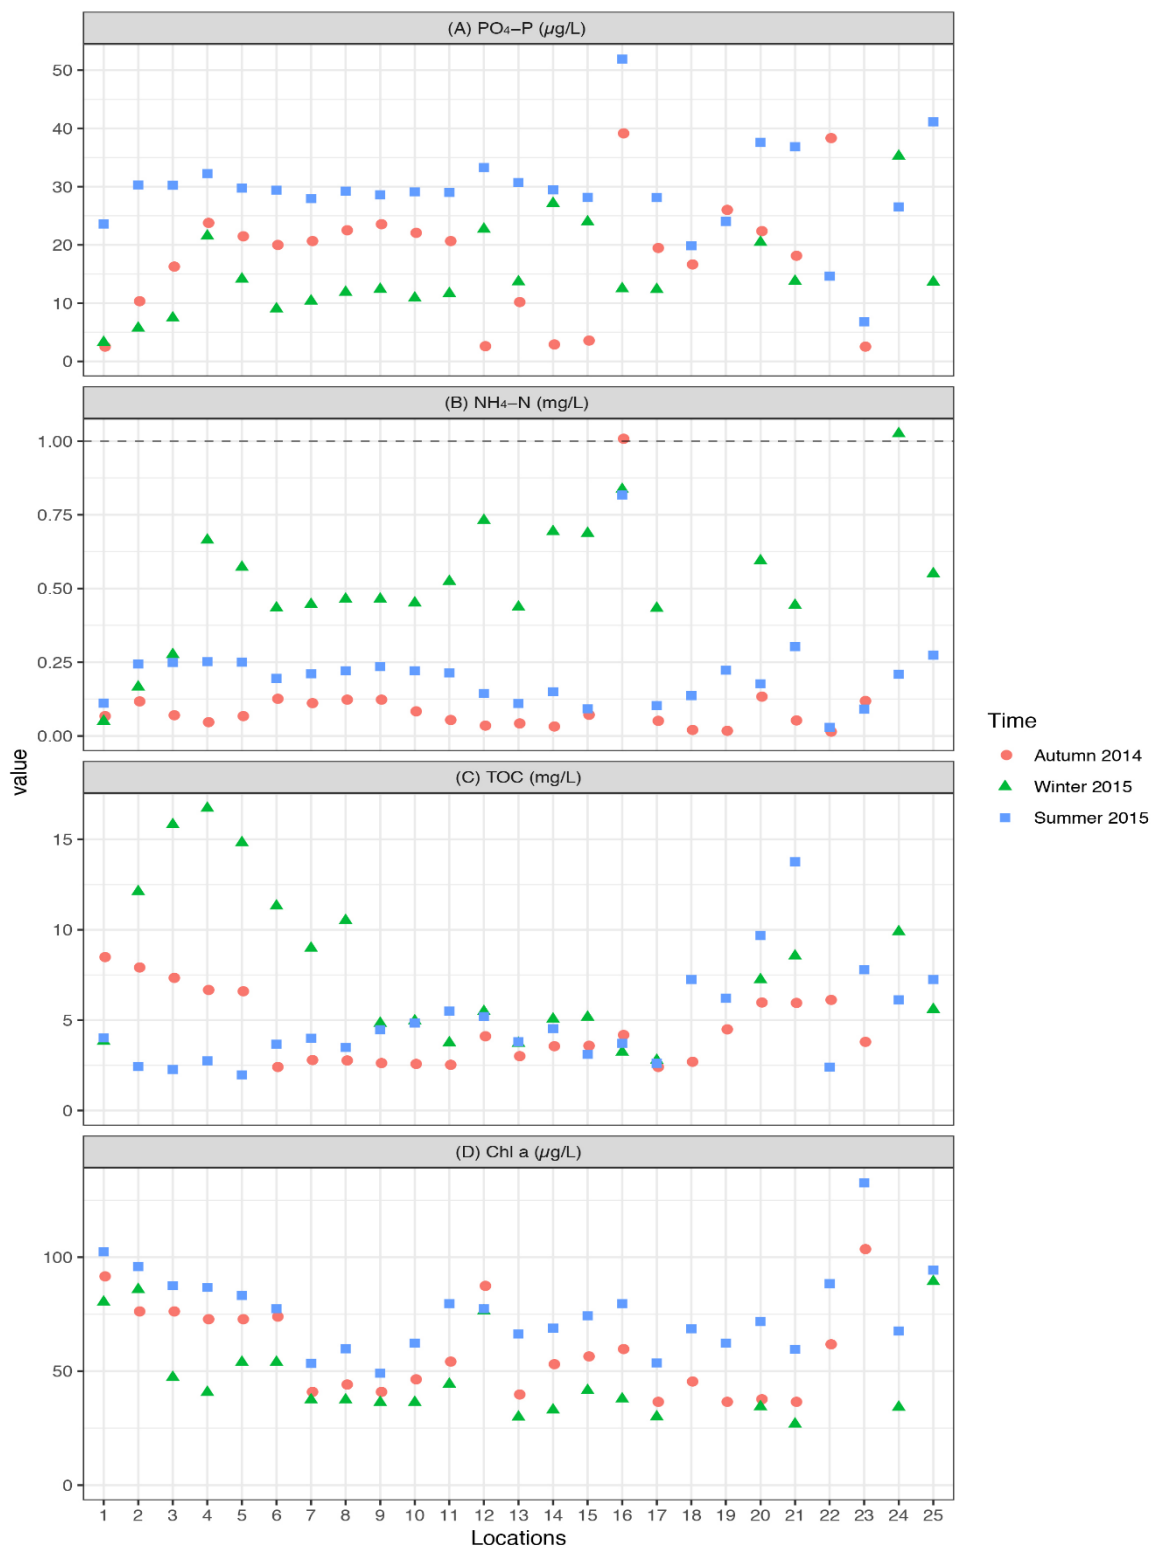 (A) PO₄–P (µg/L)
50
40
30
20
10
0
(B) NH₄–N (mg/L)
1.00
0.75
0.50
0.25
0.00
(C) TOC (mg/L)
15
10
5
0
(D) Chl a (µg/L)
100
50
0
1 2 3 4 5 6 7 8 9 10 11 12 13 14 15 16 17 18 19 20 21 22 23 24 25
Locations
value
Time
Autumn 2014
Winter 2015
Summer 2015